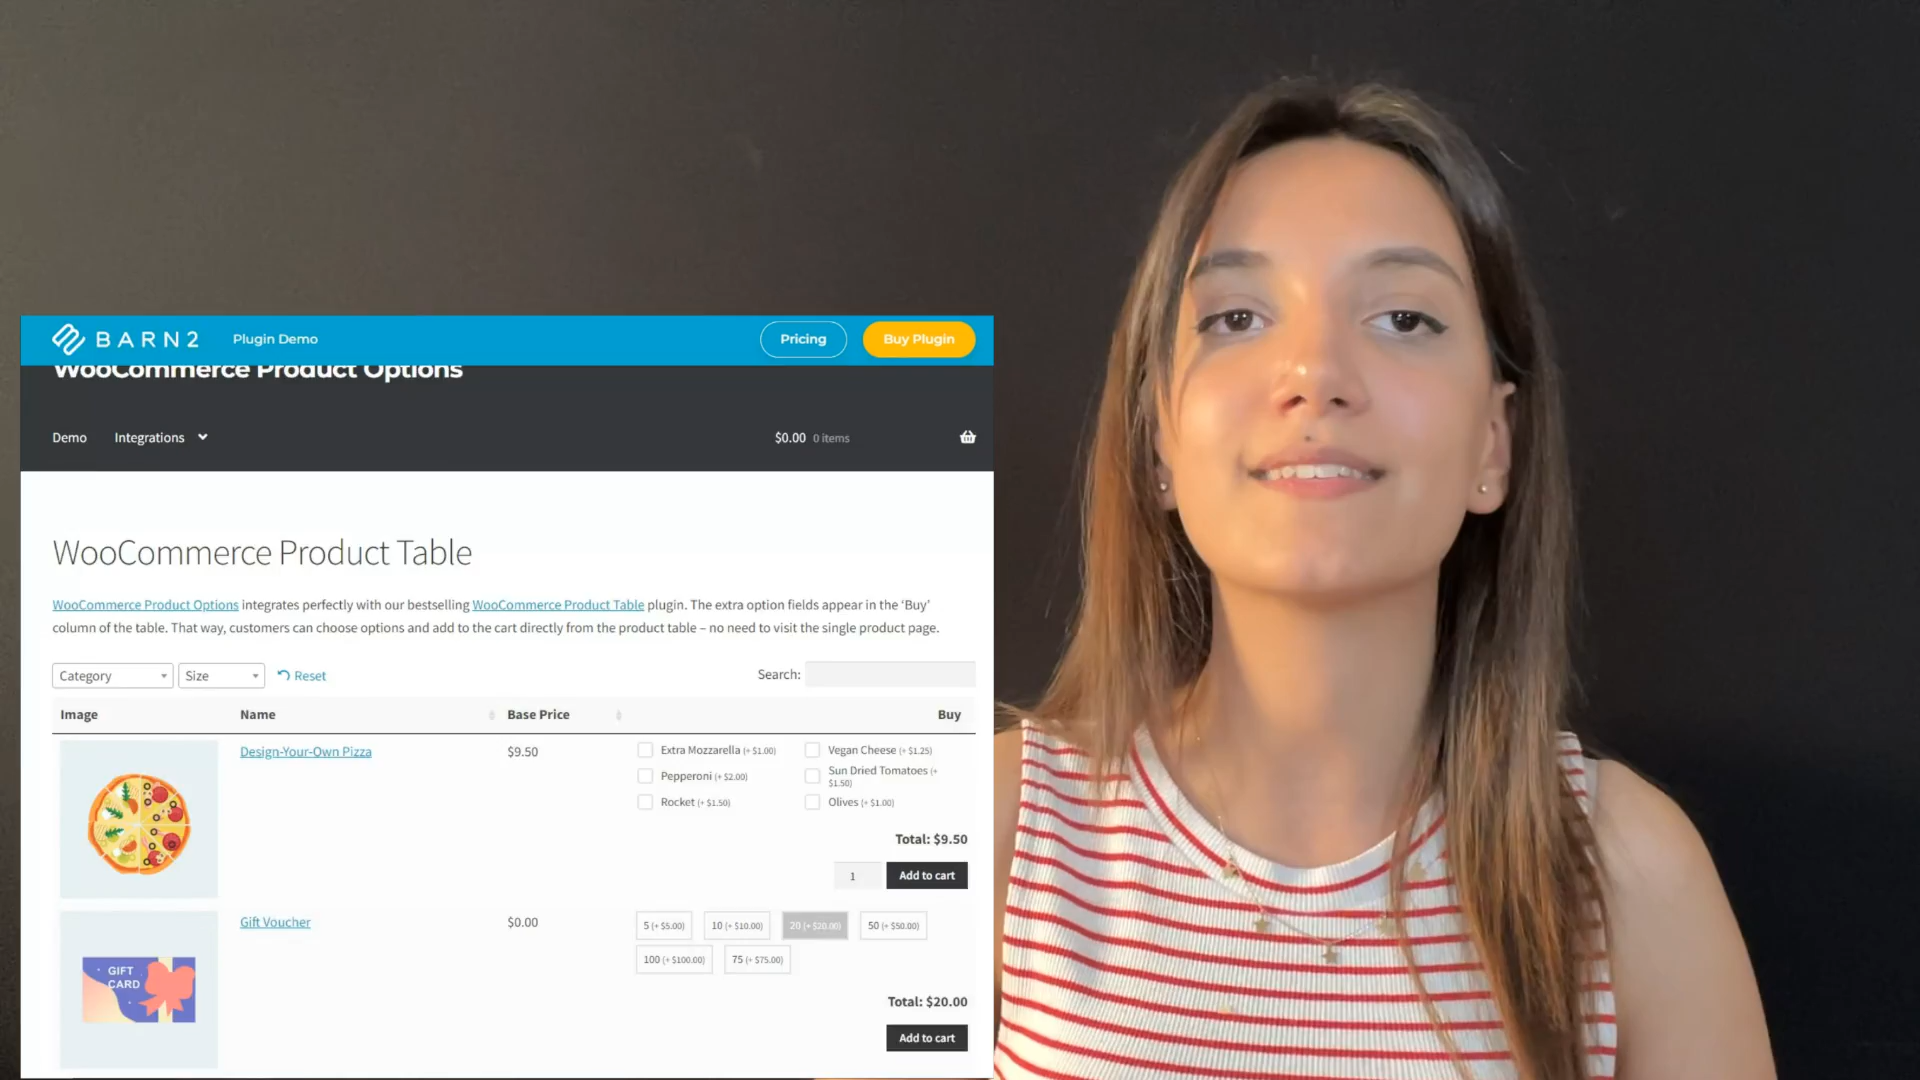 BARN2 Plugin Demo Pricing Buy Plugin
WooCommerce Product Options
Demo Integrations $0.00 0 items
WooCommerce Product Table
WooCommerce Product Options integrates perfectly with our bestselling WooCommerce Product Table plugin. The extra option fields appear in the ‘Buy’
column of the table. That way, customers can choose options and add to the cart directly from the product table – no need to visit the single product page.
Category Size Reset Search:
Image Name Base Price Buy
Design-Your-Own Pizza $9.50 Extra Mozzarella (+ $1.00) Vegan Cheese (+ $1.25)
Pepperoni (+ $2.00) Sun Dried Tomatoes (+
$1.50)
Rocket (+ $1.50) Olives (+ $1.00)
Total: $9.50
1 Add to cart
Gift Voucher $0.00 5 (+ $5.00) 10 (+ $10.00) 20 (+ $20.00) 50 (+ $50.00)
100 (+ $100.00) 75 (+ $75.00)
GIFT
CARD
Total: $20.00
Add to cart